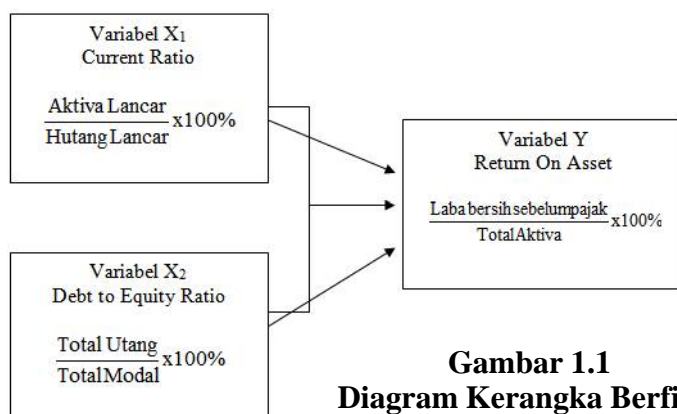 Variabel X₁
Current Ratio
Aktiva Lancar
Hutang Lancar
x100%
Variabel Y
Return On Asset
Laba bersih sebelum pajak
Total Aktiva
x100%
Variabel X₂
Debt to Equity Ratio
Total Utang
Total Modal
x100%
Gambar 1.1
Diagram Kerangka